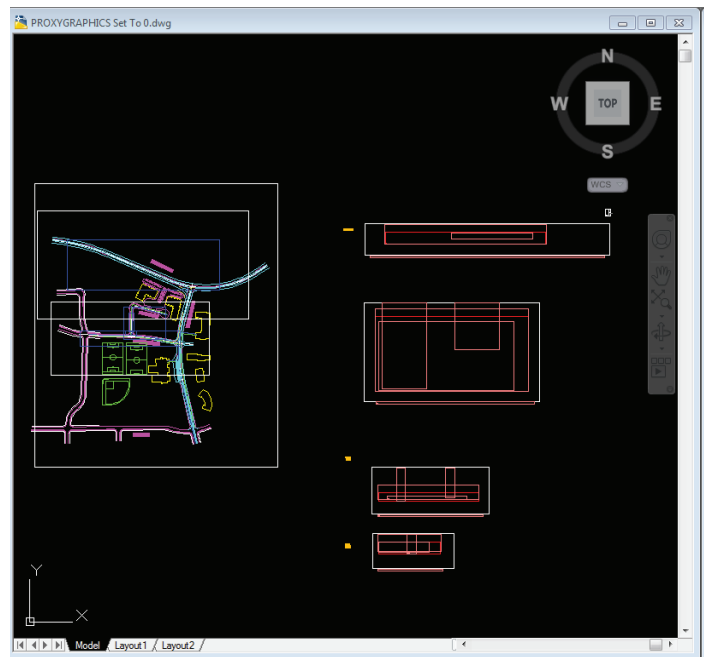 PROXYGRAPHICS Set To 0.dwg
N
W
TOP
E
S
WCS
Y
X
Model
Layout1
Layout2